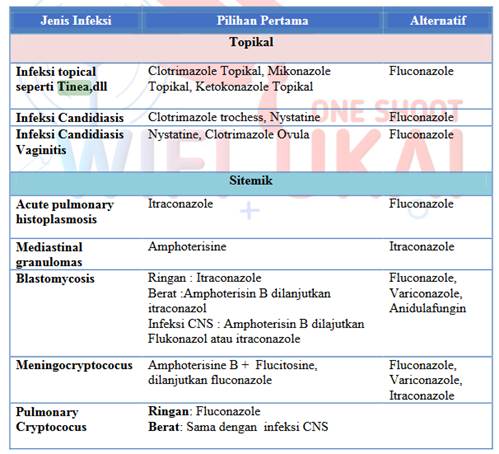 Jenis Infeksi Pilihan Pertama Alternatif
Topikal
Infeksi topical Clotrimazole Topikal, Mikonazole Fluconazole
seperti Tinea,dll Topikal, Ketokonazole Topikal
Infeksi Candidiasis Clotrimazole trochess, Nystatine Fluconazole
Infeksi Candidiasis Nystatine, Clotrimazole Ovula Fluconazole
Vaginitis
Sitemik
Acute pulmonary Itraconazole Fluconazole
histoplasmosis
Mediastinal Amphoterisine Itraconazole
granulomas
Blastomycosis Ringan : Itraconazole Fluconazole,
Berat :Amphoterisin B dilanjutkan Variconazole,
itraconazol Anidulafungin
Infeksi CNS : Amphoterisin B dilajutkan
Flukonazol atau itraconazole
Meningocryptococus Amphoterisine B + Flucitosine, Fluconazole,
dilanjutkan fluconazole Variconazole,
Itraconazole
Pulmonary Ringan: Fluconazole
Cryptococus Berat: Sama dengan infeksi CNS
ONE SHOOT
UKAI